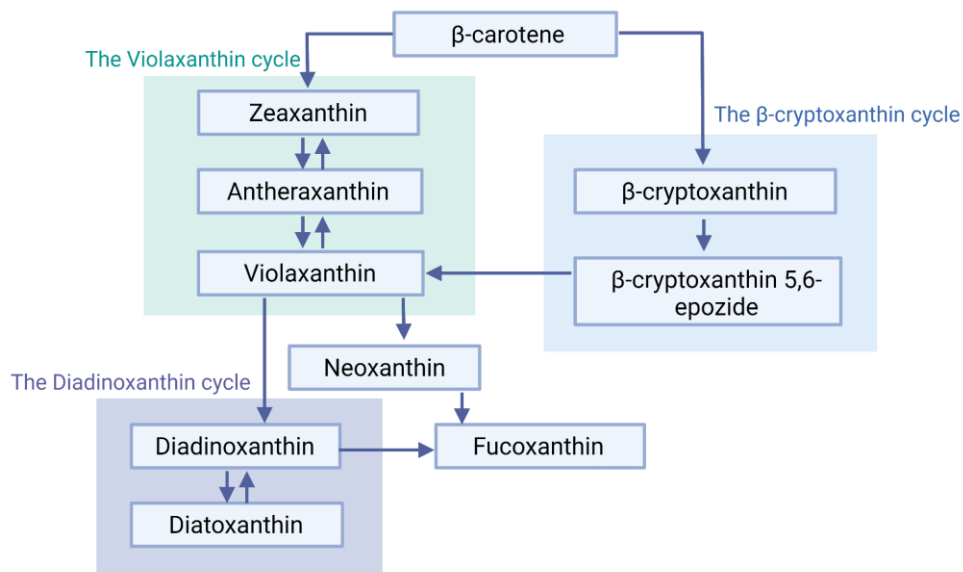 β-carotene
The Violaxanthin cycle
Zeaxanthin
The β-cryptoxanthin cycle
Antheraxanthin
β-cryptoxanthin
Violaxanthin
β-cryptoxanthin 5,6-
epozide
Neoxanthin
The Diadinoxanthin cycle
Diadinoxanthin
Fucoxanthin
Diatoxanthin